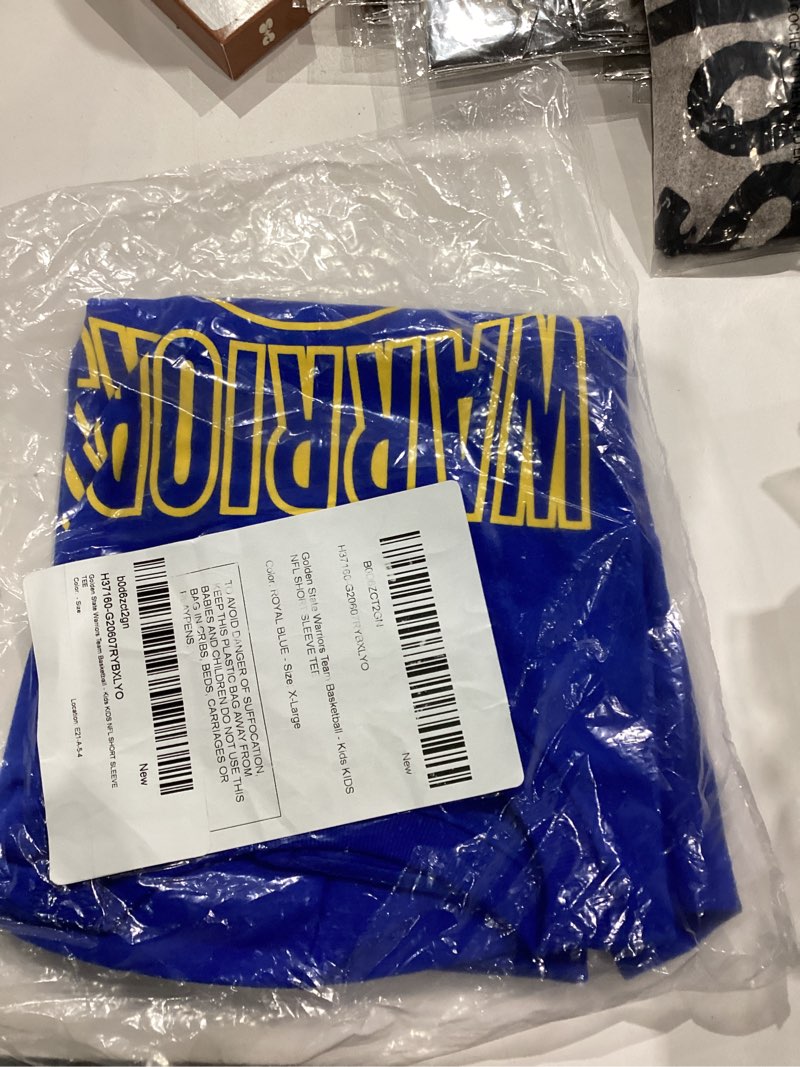 WARRIOR
B0D6ZCT2GN
New
H37160-G20607RYBXLYO
Golden State Warriors Team Basketball - Kids KIDS
NFL SHORT SLEEVE TEE
Color: ROYAL BLUE - Size: X-Large
TO AVOID DANGER OF SUFFOCATION,
KEEP THIS PLASTIC BAG AWAY FROM
BABIES AND CHILDREN DO NOT USE THIS
BAG IN CRIBS, BEDS, CARRIAGES OR
PLAYPENS
New
b0d6zct2gn
H37160-G20607RYBXLYO
Golden State Warriors Team Basketball - Kids KIDS NFL SHORT SLEEVE
TEE
Color: - Size:
Location: E21-A-5-4